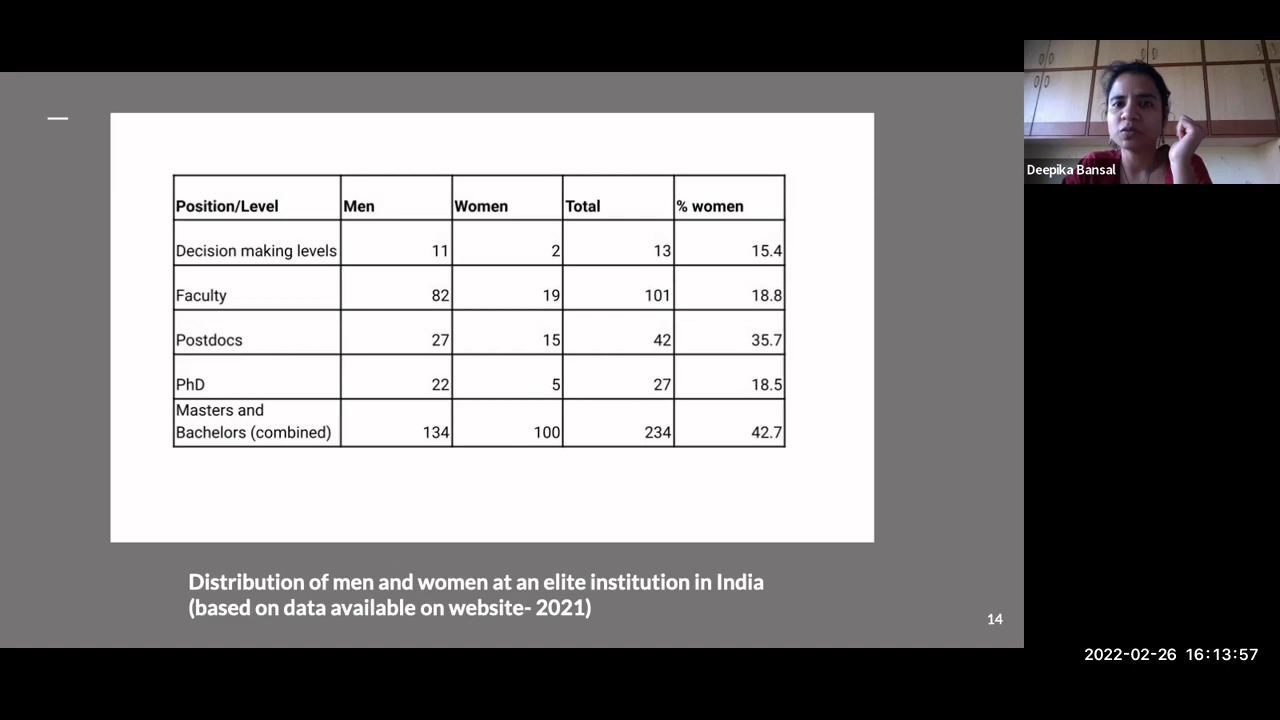 Position/Level Men Women Total % women
Decision making levels 11 2 13 15.4
Faculty 82 19 101 18.8
Postdocs 27 15 42 35.7
PhD 22 5 27 18.5
Masters and
Bachelors (combined) 134 100 234 42.7
Distribution of men and women at an elite institution in India
(based on data available on website- 2021)
14
Deepika Bansal
2022-02-26 16:13:57